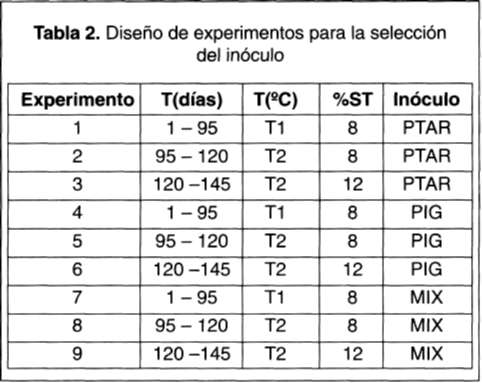 Tabla 2. Diseño de experimentos para la selección
del inóculo
Experimento T(días) T(ºC) %ST Inóculo
1 1 – 95 T1 8 PTAR
2 95 – 120 T2 8 PTAR
3 120 –145 T2 12 PTAR
4 1 – 95 T1 8 PIG
5 95 – 120 T2 8 PIG
6 120 –145 T2 12 PIG
7 1 – 95 T1 8 MIX
8 95 – 120 T2 8 MIX
9 120 –145 T2 12 MIX